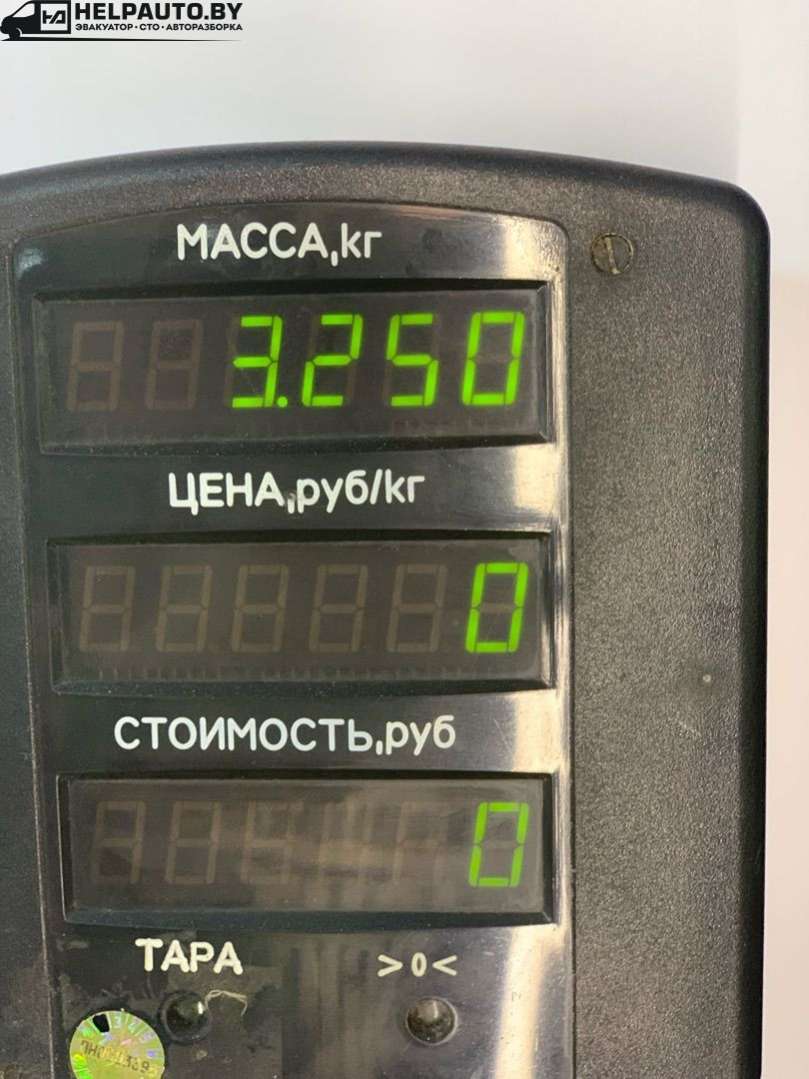 HELPAUTO.BY
ЭВАКУАТОР • СТО • АВТОРАЗБОРКА
МАССА,кг
3.250
ЦЕНА,руб/кг
0
СТОИМОСТЬ,руб
0
ТАРА >0<